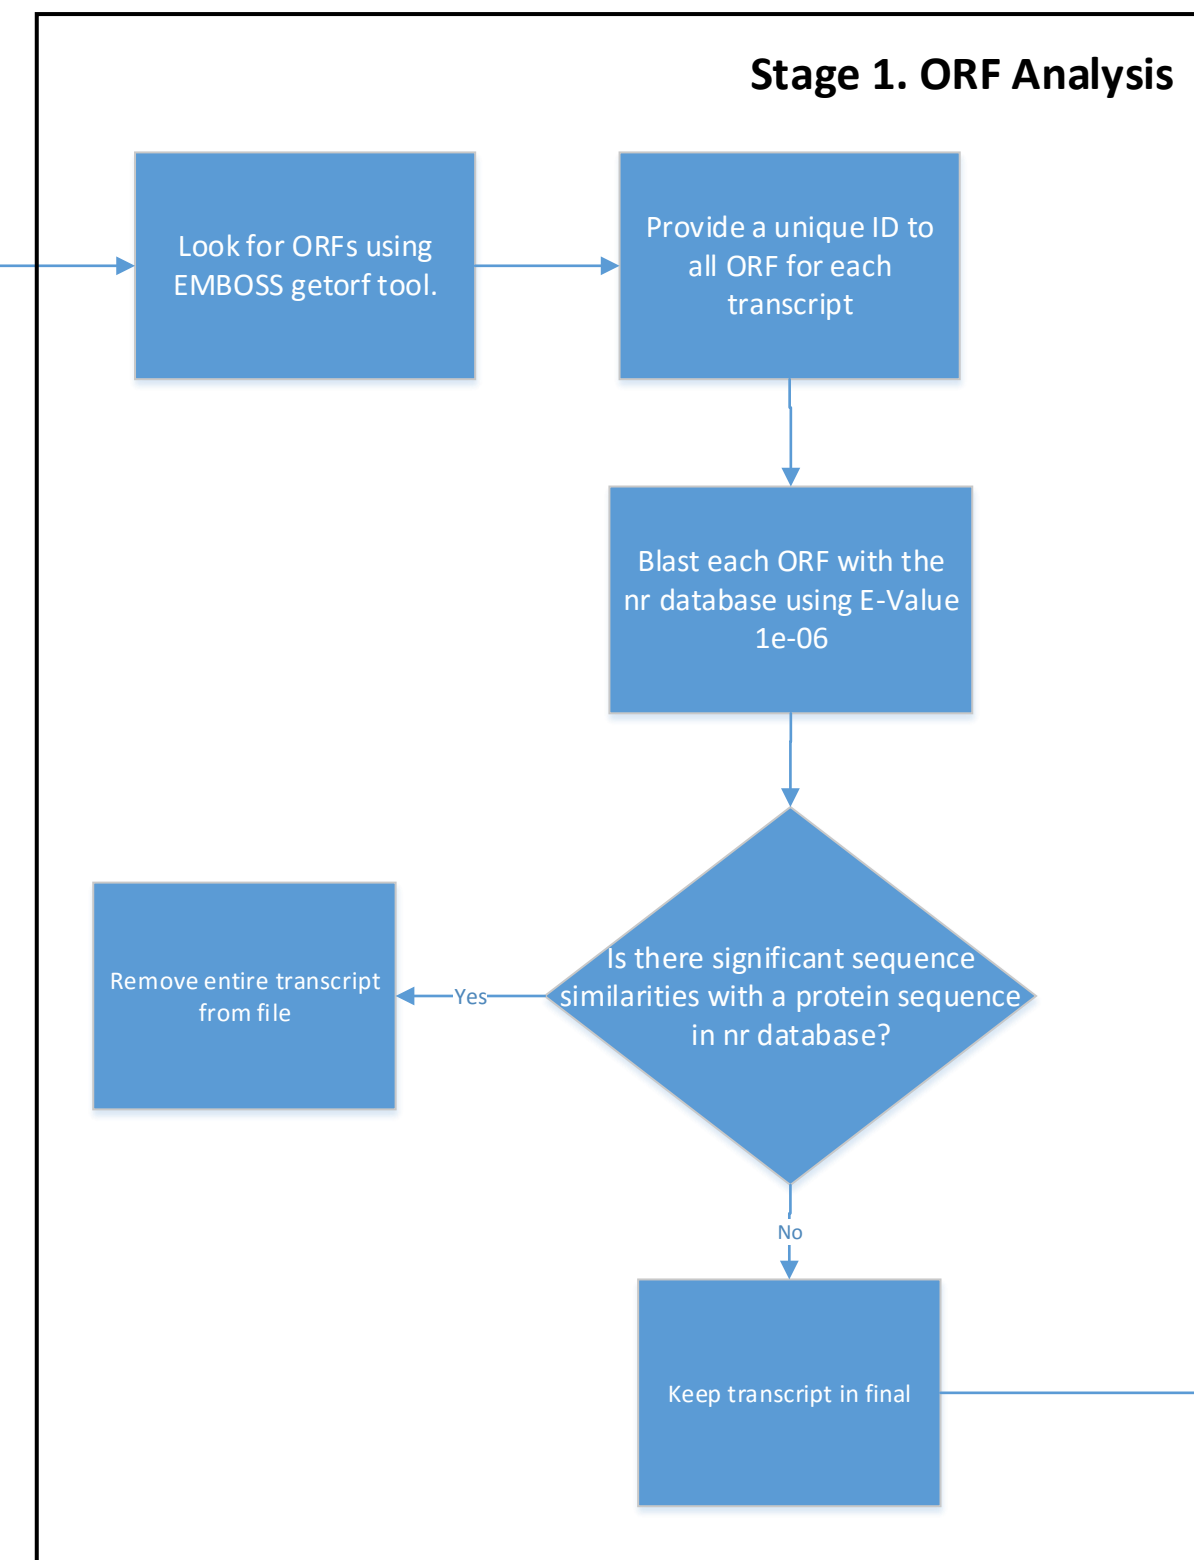 Stage 1. ORF Analysis
Look for ORFs using
EMBOSS getorf tool.
Provide a unique ID to
all ORF for each
transcript
Blast each ORF with the
nr database using E-Value
1e-06
Is there significant sequence
similarities with a protein sequence
in nr database?
Yes
Remove entire transcript
from file
No
Keep transcript in final